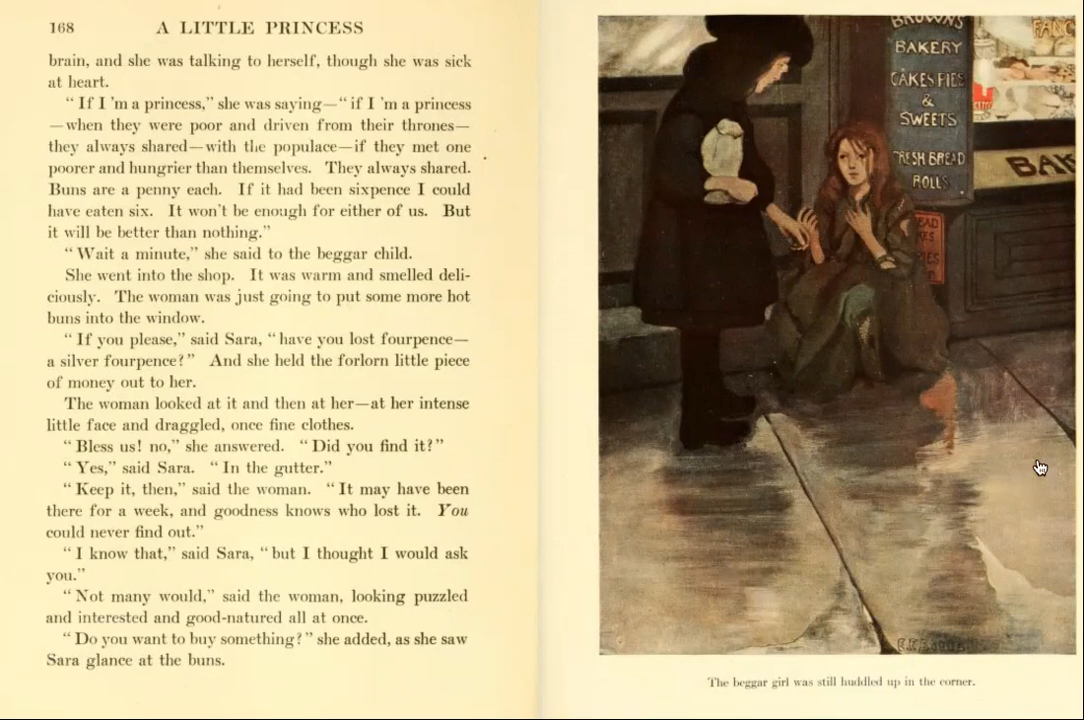 168 A LITTLE PRINCESS
brain, and she was talking to herself, though she was sick
at heart.
“ If I 'm a princess,” she was saying—“ if I 'm a princess
—when they were poor and driven from their thrones—
they always shared—with the populace—if they met one
poorer and hungrier than themselves. They always shared.
Buns are a penny each. If it had been sixpence I could
have eaten six. It won't be enough for either of us. But
it will be better than nothing.”
“ Wait a minute,” she said to the beggar child.
She went into the shop. It was warm and smelled deli-
ciously. The woman was just going to put some more hot
buns into the window.
“ If you please,” said Sara, “ have you lost fourpence—
a silver fourpence? ” And she held the forlorn little piece
of money out to her.
The woman looked at it and then at her—at her intense
little face and draggled, once fine clothes.
“ Bless us! no,” she answered. “ Did you find it? ”
“ Yes,” said Sara. “ In the gutter.”
“ Keep it, then,” said the woman. “ It may have been
there for a week, and goodness knows who lost it. You
could never find out.”
“ I know that,” said Sara, “ but I thought I would ask
you.”
“ Not many would,” said the woman, looking puzzled
and interested and good-natured all at once.
“ Do you want to buy something? ” she added, as she saw
Sara glance at the buns.
BROWNS
BAKERY
CAKES PIES
&
SWEETS
FRESH BREAD
ROLLS
FANC
BAK
EAD
KES
IES
The beggar girl was still huddled up in the corner.